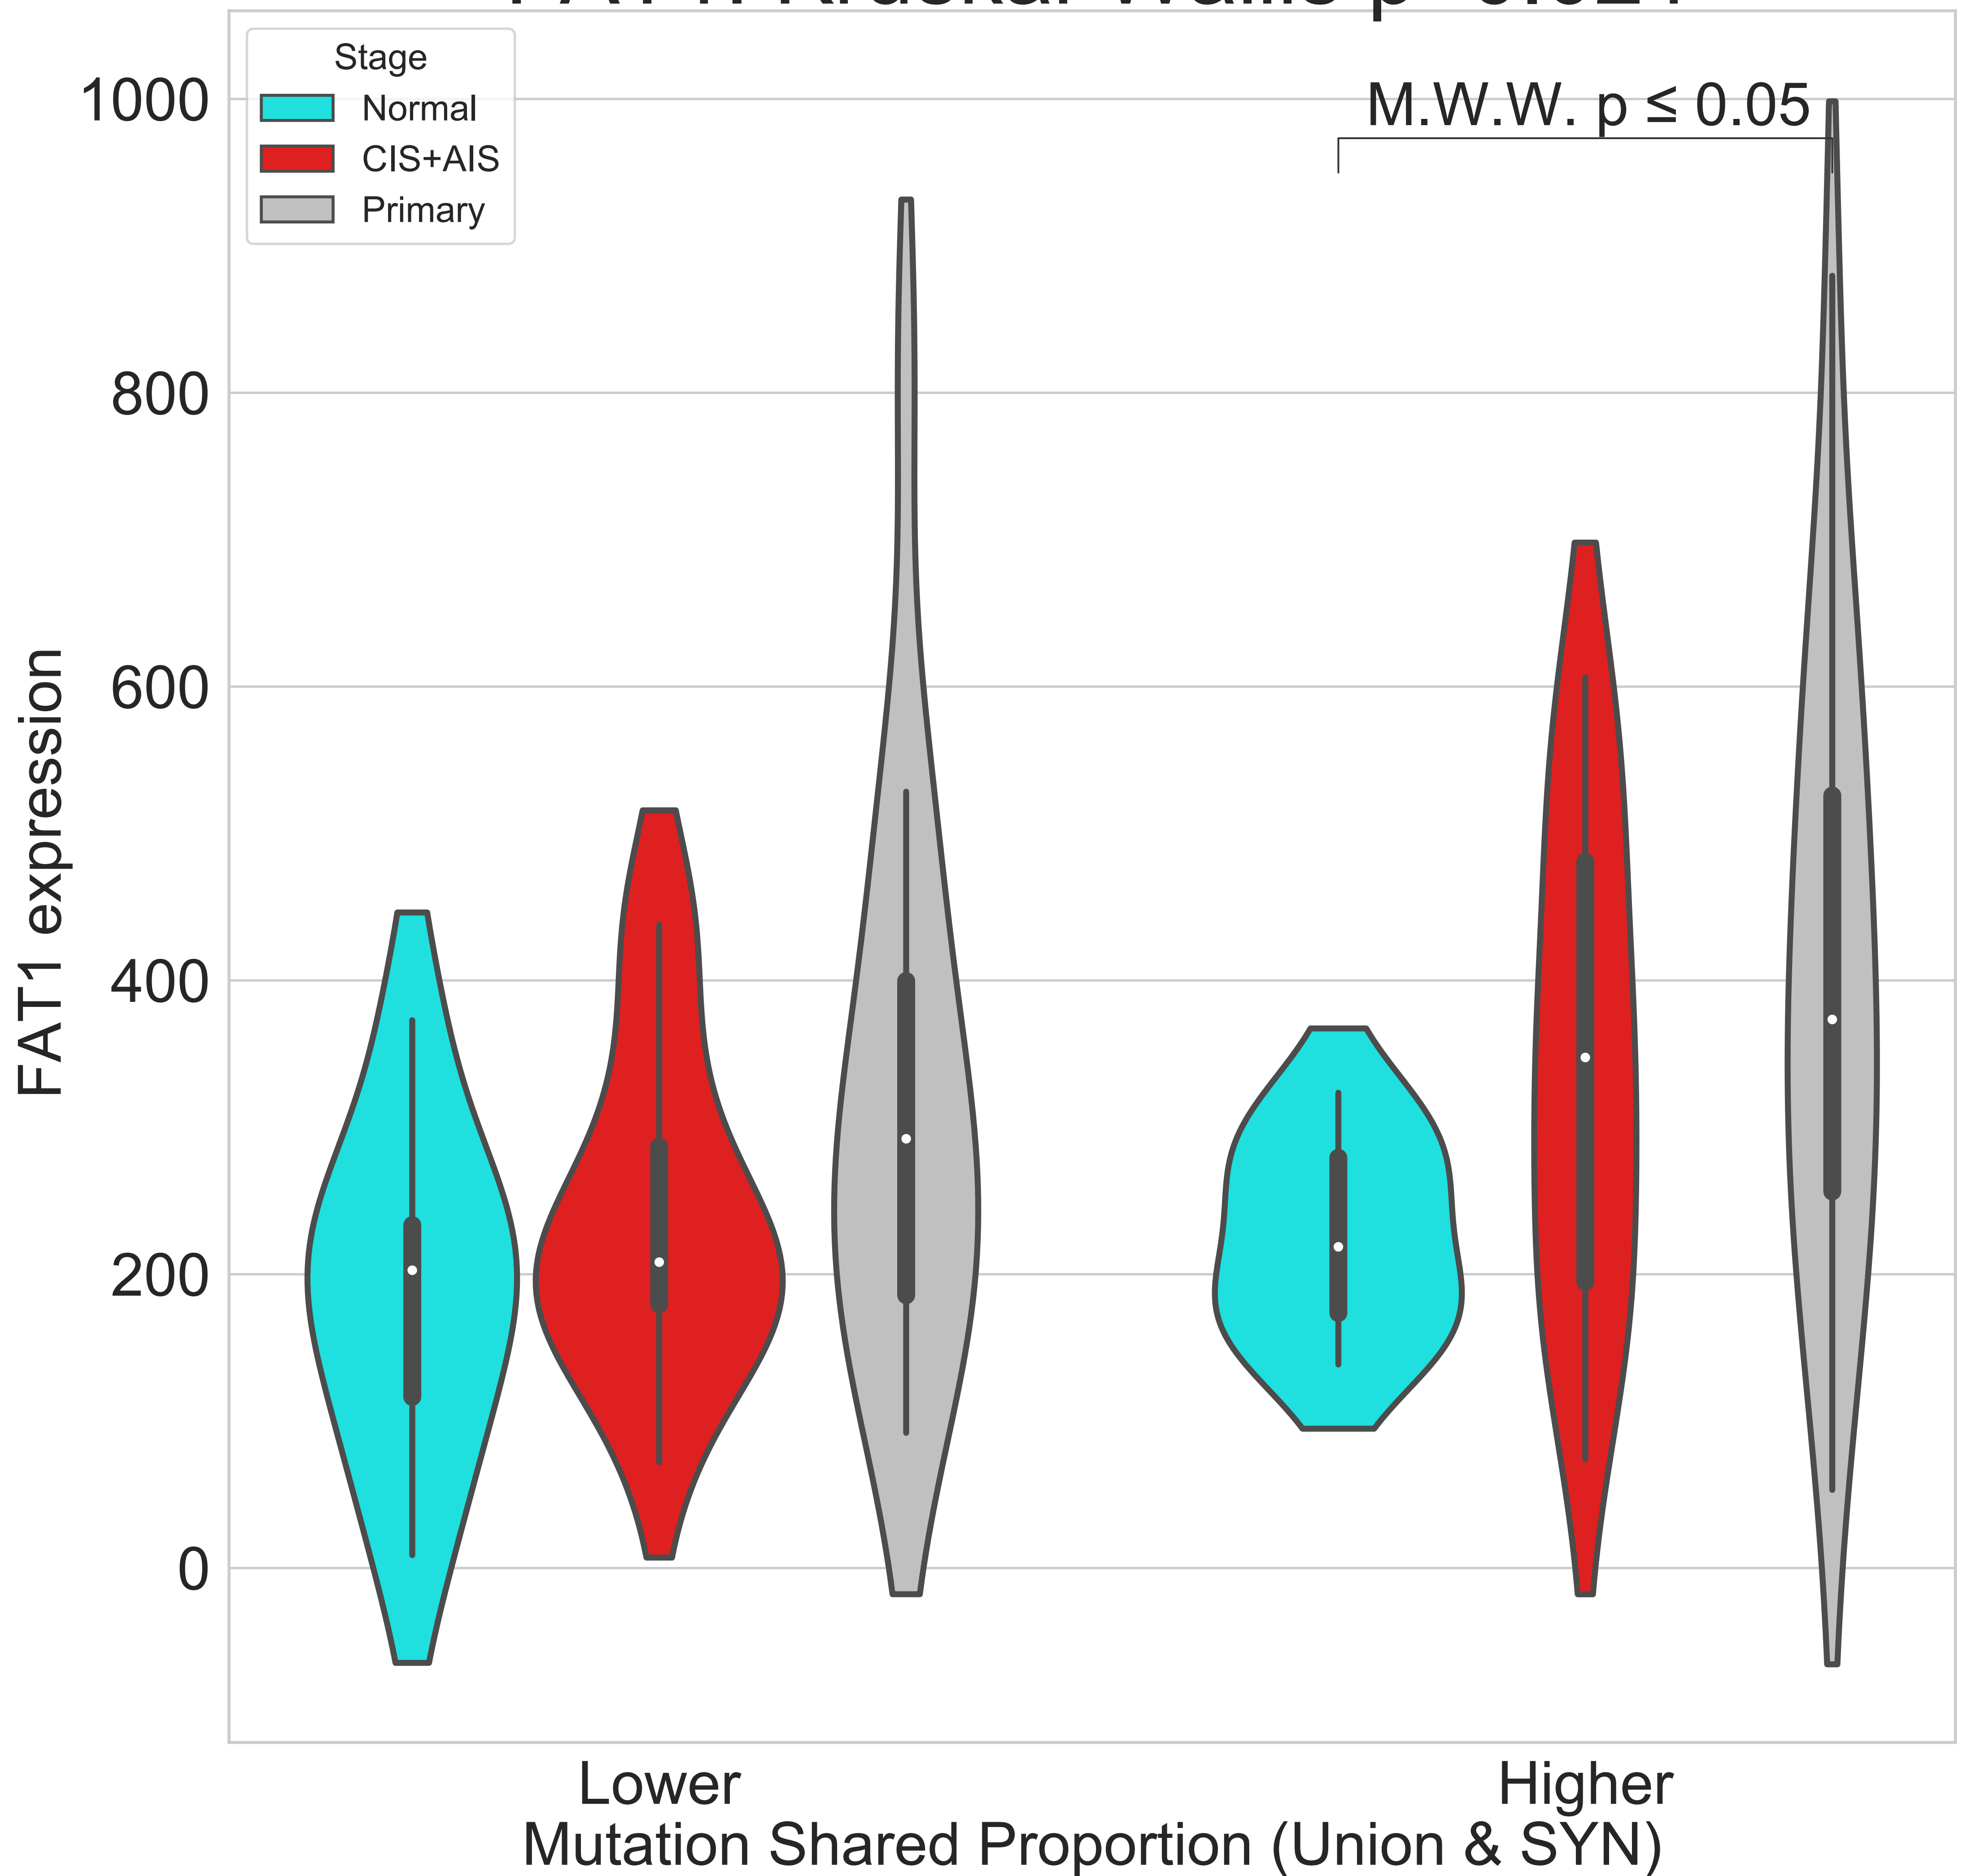 Stage
Normal
CIS+AIS
Primary
M.W.W. p ≤ 0.05
1000
800
600
400
200
0
FAT1 expression
Lower
Higher
Mutation Shared Proportion (Union & SYN)